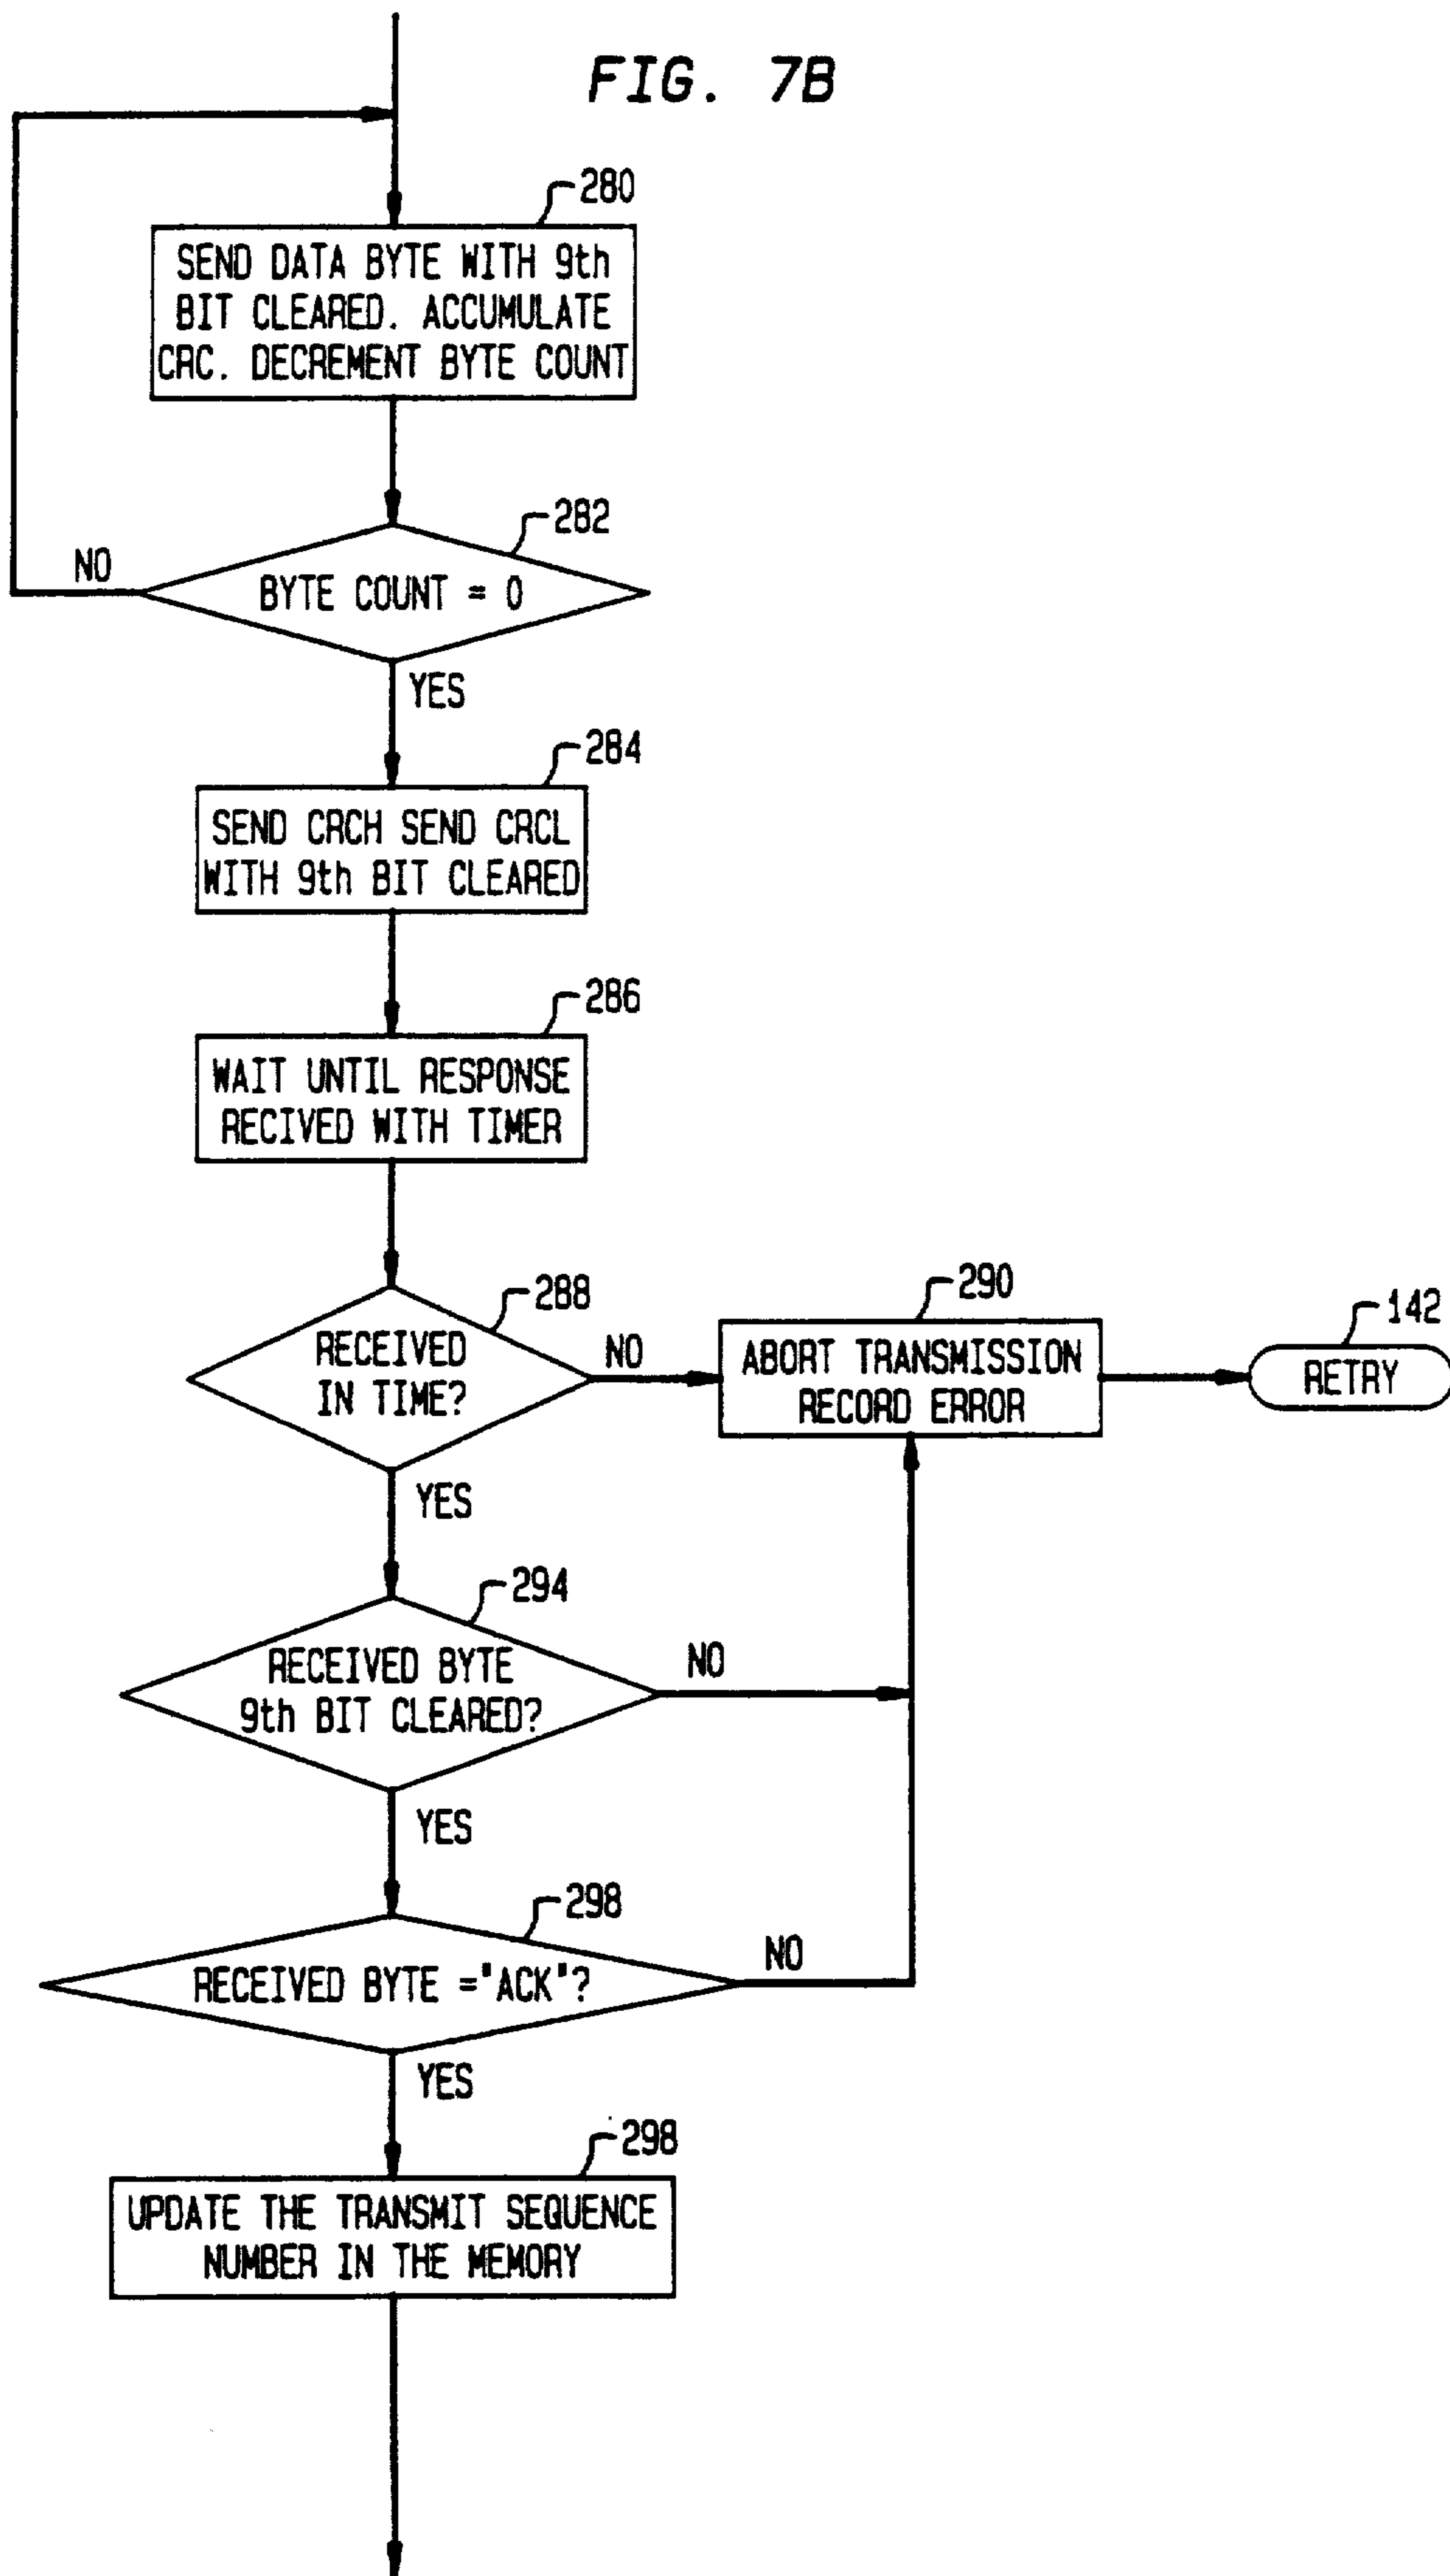 FIG. 7B
280
SEND DATA BYTE WITH 9th
BIT CLEARED. ACCUMULATE
CRC. DECREMENT BYTE COUNT
282
NO
BYTE COUNT = 0
YES
284
SEND CRCH SEND CRCL
WITH 9th BIT CLEARED
286
WAIT UNTIL RESPONSE
RECIVED WITH TIMER
288
RECEIVED
IN TIME?
NO
290
ABORT TRANSMISSION
RECORD ERROR
142
RETRY
YES
294
RECEIVED BYTE
9th BIT CLEARED?
NO
YES
298
RECEIVED BYTE ="ACK"?
NO
YES
298
UPDATE THE TRANSMIT SEQUENCE
NUMBER IN THE MEMORY